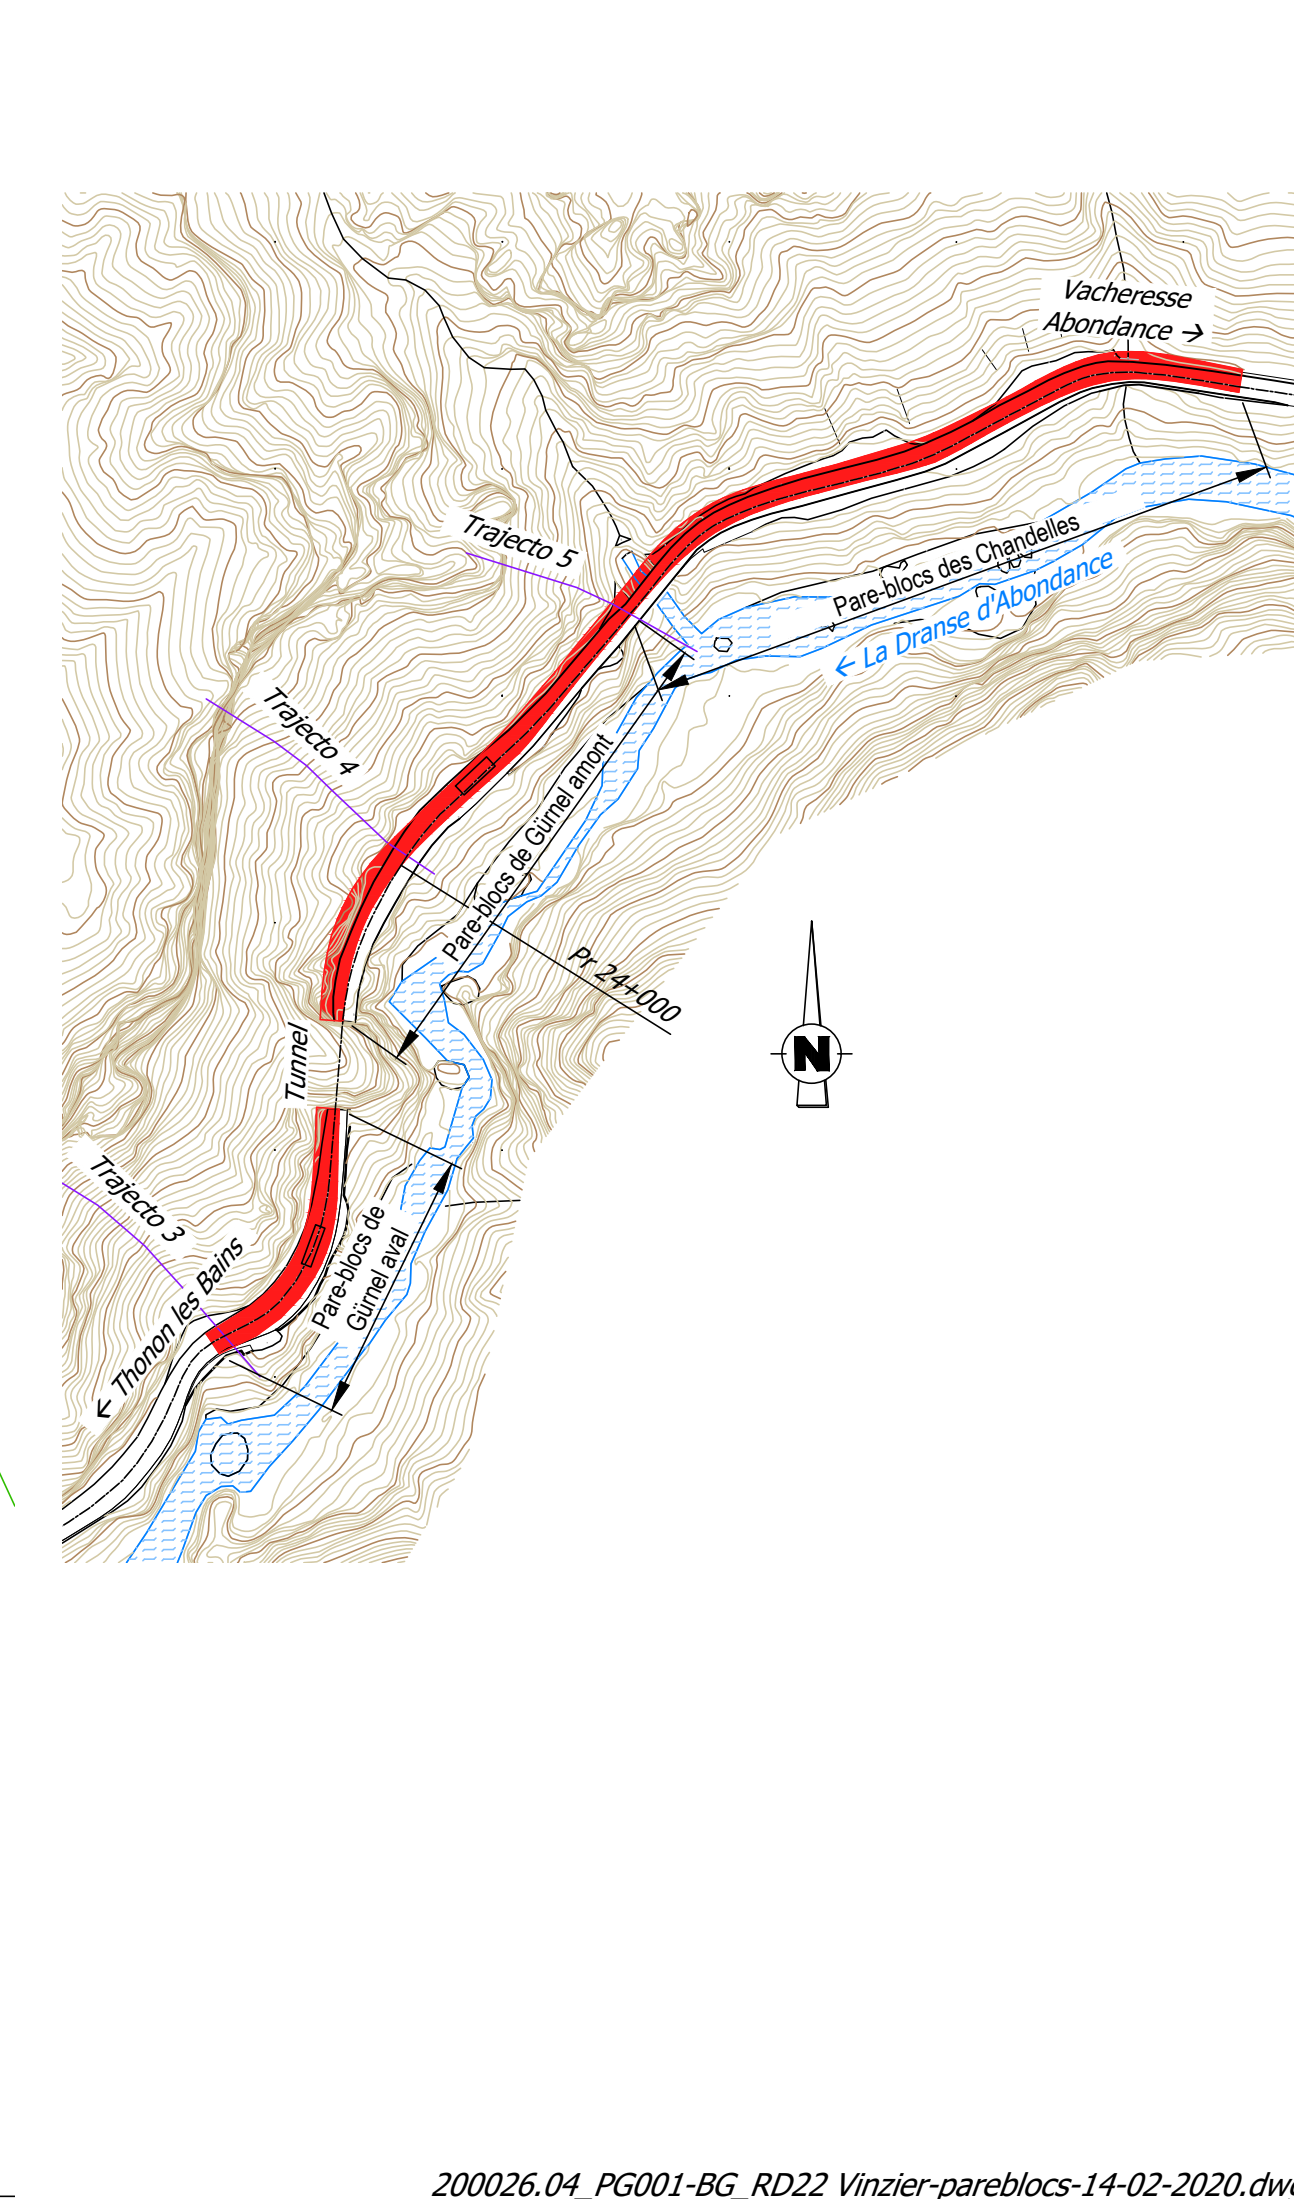 Vacheresse
Abondance →
Trajecto 5
Pare-blocs des Chandelles
← La Dranse d'Abondance
Trajecto 4
Pare-blocs de Gürnel amont
Pr 24+000
N
Tunnel
Trajecto 3
Pare-blocs de
Gürnel aval
← Thonon les Bains
200026.04_PG001-BG_RD22 Vinzier-pareblocs-14-02-2020.dw